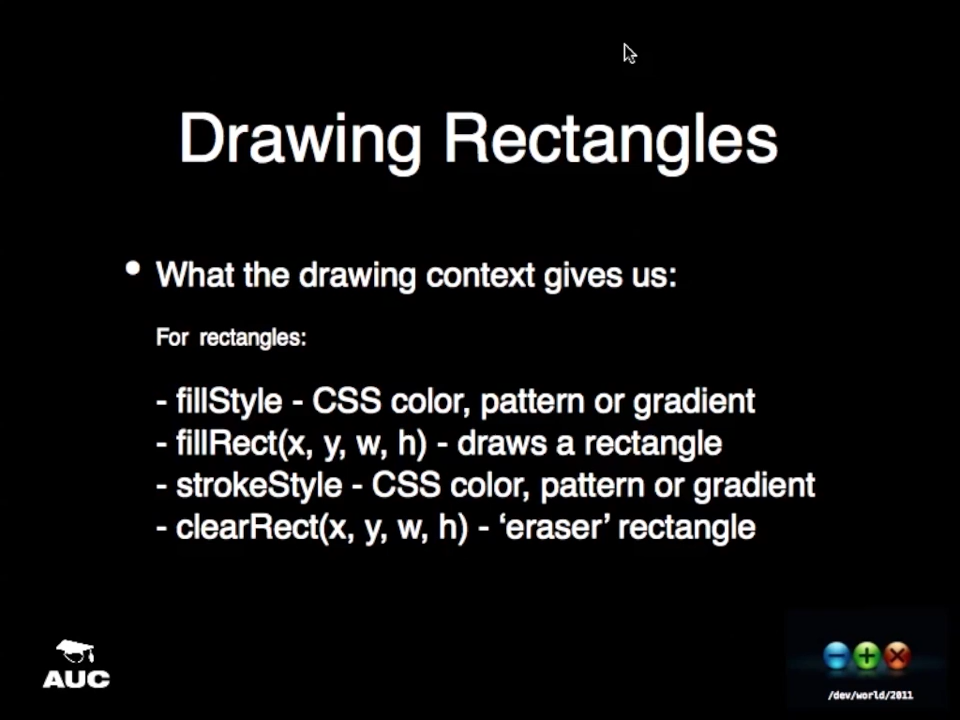 Drawing Rectangles
• What the drawing context gives us:
For rectangles:
- fillStyle - CSS color, pattern or gradient
- fillRect(x, y, w, h) - draws a rectangle
- strokeStyle - CSS color, pattern or gradient
- clearRect(x, y, w, h) - ‘eraser’ rectangle
AUC
/dev/world/2011